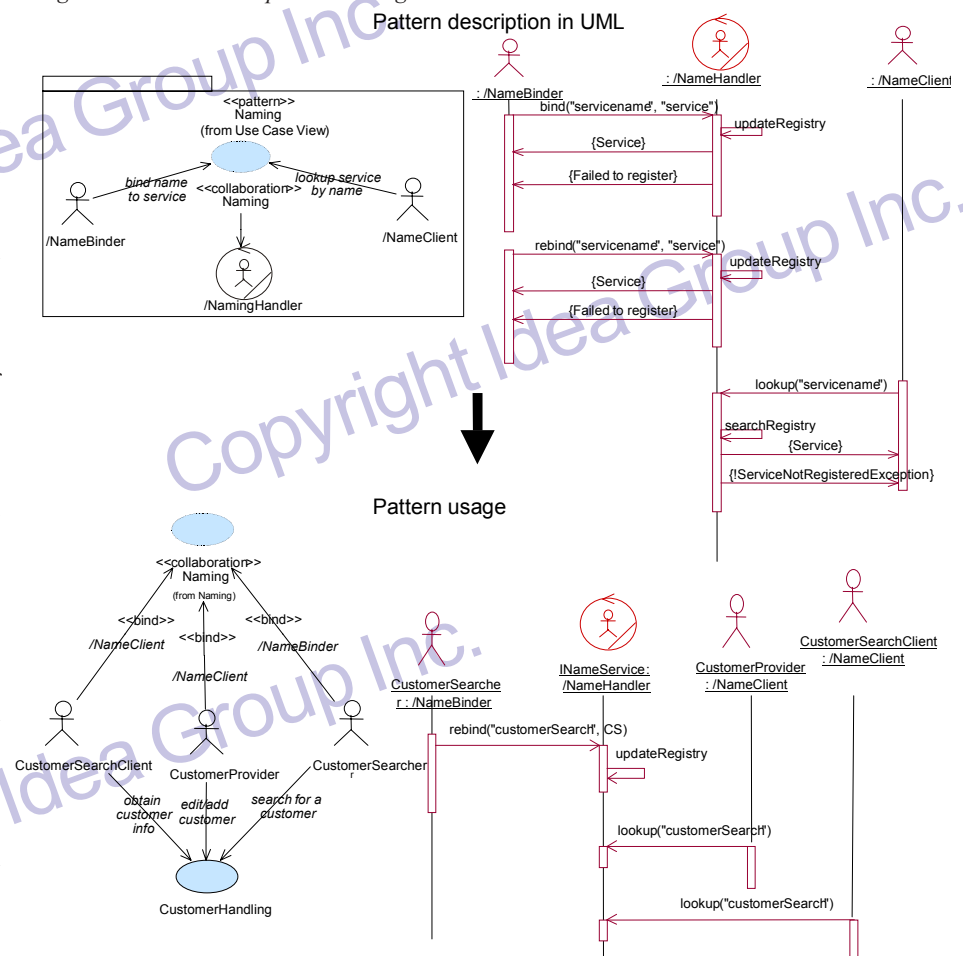 Pattern description in UML
<<pattern>>
Naming
(from Use Case View)
bind name
to service
lookup service
by name
<<collaboration>>
Naming
/NameBinder
/NameClient
/NamingHandler
: /NameBinder
: /NameHandler
: /NameClient
bind("servicename", "service")
updateRegistry
{Service}
{Failed to register}
rebind("servicename", "service")
updateRegistry
{Service}
{Failed to register}
lookup("servicename")
searchRegistry
{Service}
{!ServiceNotRegisteredException}
Pattern usage
<<collaboration>>
Naming
(from Naming)
<<bind>>
/NameClient
<<bind>>
/NameClient
<<bind>>
/NameBinder
CustomerSearchClient
CustomerProvider
CustomerSearcher
r
obtain
customer
info
edit/add
customer
search for a
customer
CustomerHandling
CustomerSearche
r : /NameBinder
INameService :
/NameHandler
CustomerProvider
: /NameClient
CustomerSearchClient
: /NameClient
rebind("customerSearch", CS)
updateRegistry
lookup("customerSearch")
lookup("customerSearch")
Idea Group Inc.
Copyright Idea Group Inc.
Idea Group Inc.